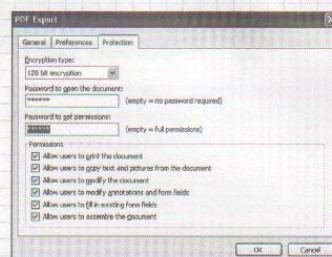 PDF Export
General Preferences Protection
Encryption type:
128 bit encryption
Password to open the document:
****** (empty = no password required)
Password to set permissions:
****** (empty = full permissions)
Permissions
Allow users to print the document
Allow users to copy text and pictures from the document
Allow users to modify the document
Allow users to modify annotations and form fields
Allow users to fill in existing form fields
Allow users to assemble the document
OK Cancel